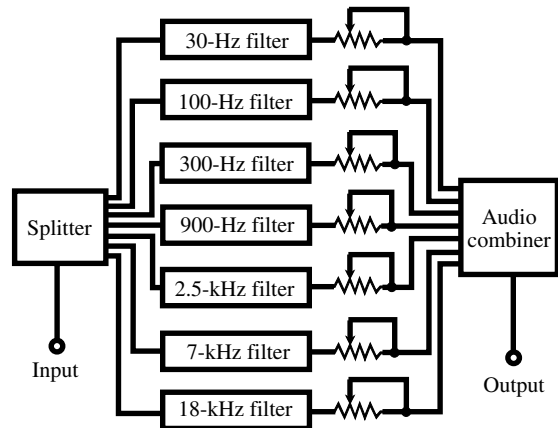 30-Hz filter
100-Hz filter
300-Hz filter
Splitter
900-Hz filter
Audio
combiner
2.5-kHz filter
7-kHz filter
Input
18-kHz filter
Output